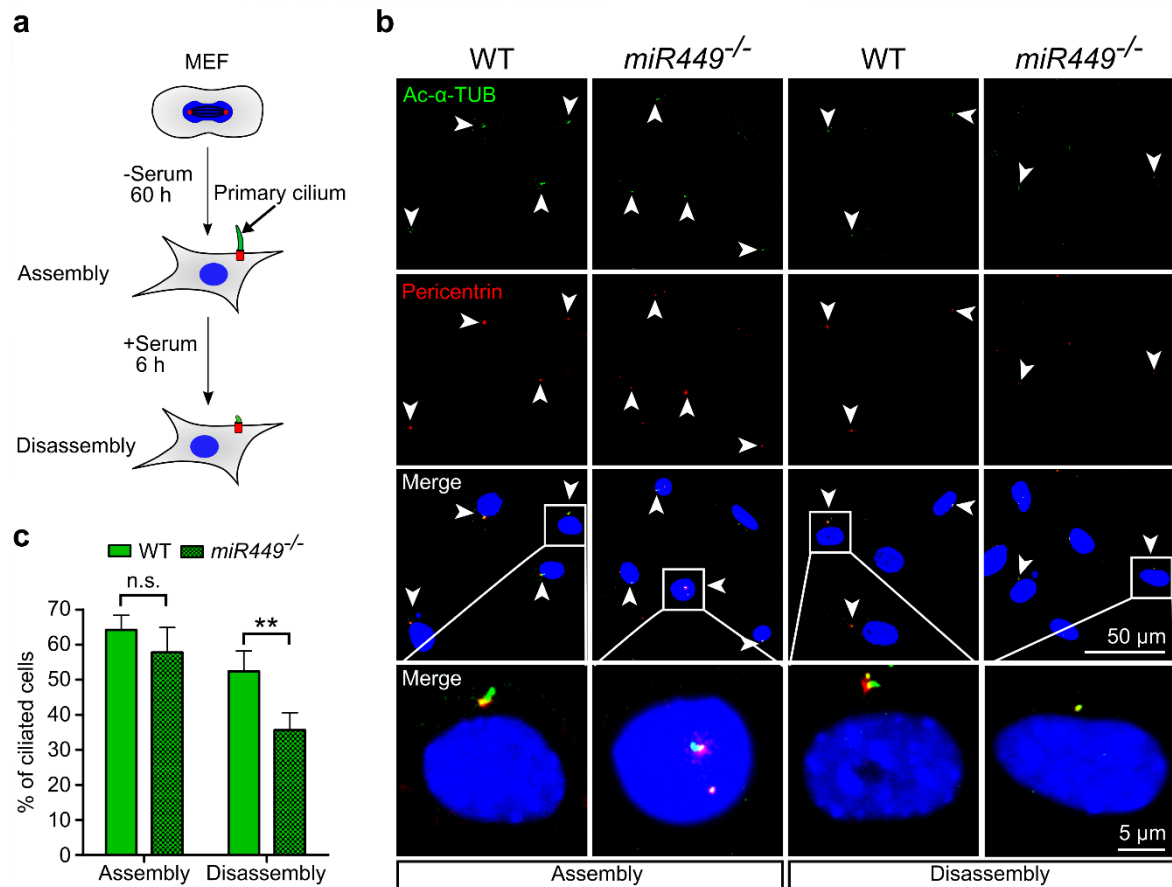 a
MEF
-Serum
60 h
Primary cilium
Assembly
+Serum
6 h
Disassembly
b
WT
miR449-/-
WT
miR449-/-
Ac-α-TUB
Pericentrin
Merge
50 µm
Merge
5 µm
Assembly
Disassembly
c
WT
miR449-/-
n.s.
**
% of ciliated cells
70
60
50
40
30
20
10
0
Assembly
Disassembly